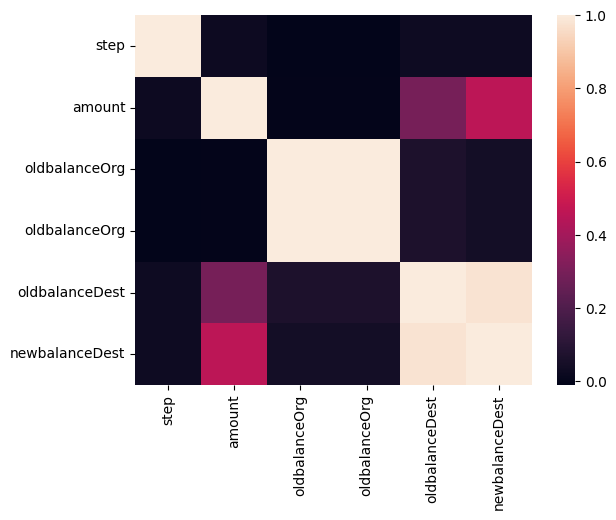 step
amount
oldbalanceOrg
oldbalanceOrg
oldbalanceDest
newbalanceDest
step
amount
oldbalanceOrg
oldbalanceOrg
oldbalanceDest
newbalanceDest
1.0
0.8
0.6
0.4
0.2
0.0